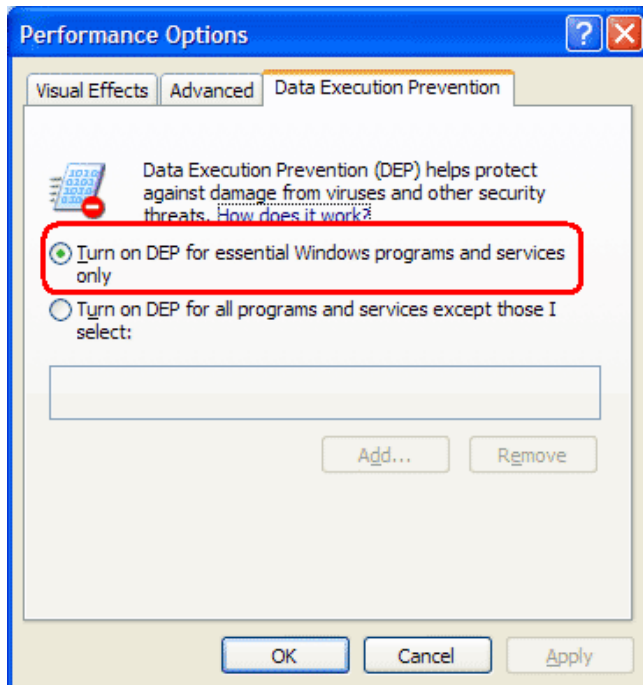 Performance Options
Visual Effects
Advanced
Data Execution Prevention
Data Execution Prevention (DEP) helps protect
against damage from viruses and other security
threats. How does it work?
Turn on DEP for essential Windows programs and services
only
Turn on DEP for all programs and services except those I
select:
Add...
Remove
OK
Cancel
Apply